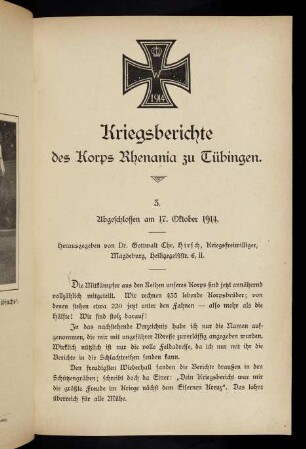 W
1914
Kriegsberichte
des Korps Rhenania zu Tübingen.
3.
Abgeschlossen am 17. Oktober 1914.
Herausgegeben von Dr. Gottwalt Chr. Hirsch, Kriegsfreiwilliger,
Magdeburg, Heiligegeiststr. 6, II.
Die Mitkämpfer aus den Reihen unseres Korps sind jetzt annähernd
vollzählich mitgeteilt. Wir rechnen 435 lebende Korpsbrüder; von
denen stehen etwa 220 jetzt unter den Fahnen — also mehr als die
Hälfte! Wir sind stolz darauf!
In das nachstehende Verzeichnis habe ich nur die Namen aufge-
nommen, die mir mit ungefährer Adresse zuverlässig angegeben wurden.
Wirklich nützlich ist nur die volle Feldadresse, da ich nur mit ihr die
Berichte in die Schlachtreihen senden kann.
Den freudigsten Wiederhall fanden die Berichte draußen in den
Schützengräben; schreibt doch da Einer: „Dein Kriegsbericht war mir
die größte Freude im Kriege nächst dem Eisernen Kreuz“. Das lohnt
überreich für alle Mühe.